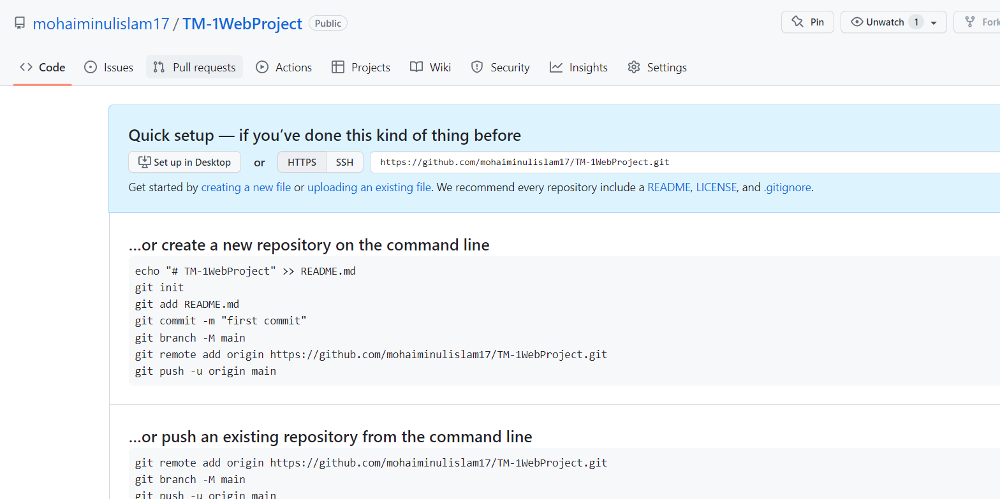 mohaiminulislam17 / TM-1WebProject Public Pin Unwatch 1 Fork
Code Issues Pull requests Actions Projects Wiki Security Insights Settings
Quick setup — if you’ve done this kind of thing before
Set up in Desktop or HTTPS SSH https://github.com/mohaiminulislam17/TM-1WebProject.git
Get started by creating a new file or uploading an existing file. We recommend every repository include a README, LICENSE, and .gitignore.
…or create a new repository on the command line
echo "# TM-1WebProject" >> README.md
git init
git add README.md
git commit -m "first commit"
git branch -M main
git remote add origin https://github.com/mohaiminulislam17/TM-1WebProject.git
git push -u origin main
…or push an existing repository from the command line
git remote add origin https://github.com/mohaiminulislam17/TM-1WebProject.git
git branch -M main
git push -u origin main